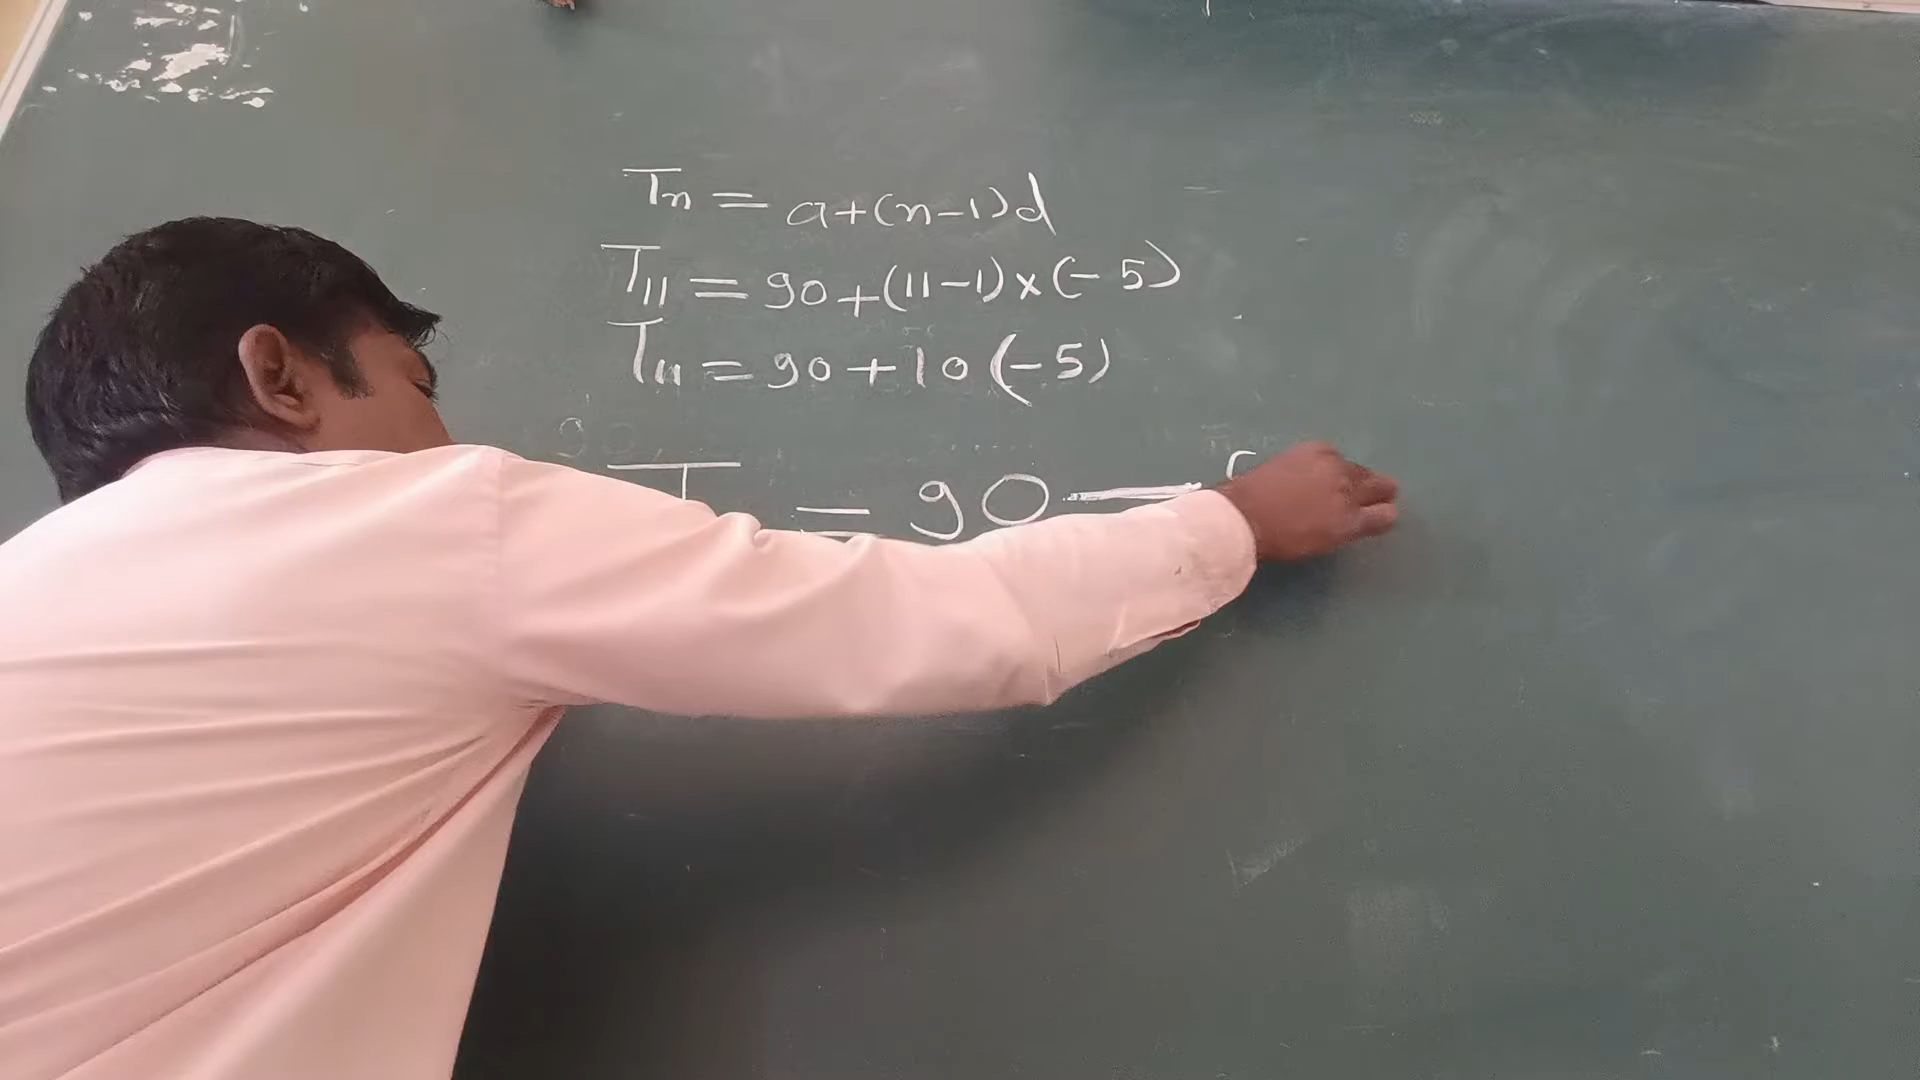 Tn = a+(n-1)d
T11 = 90+(11-1)×(-5)
T11 = 90+10(-5)
T = 90 -